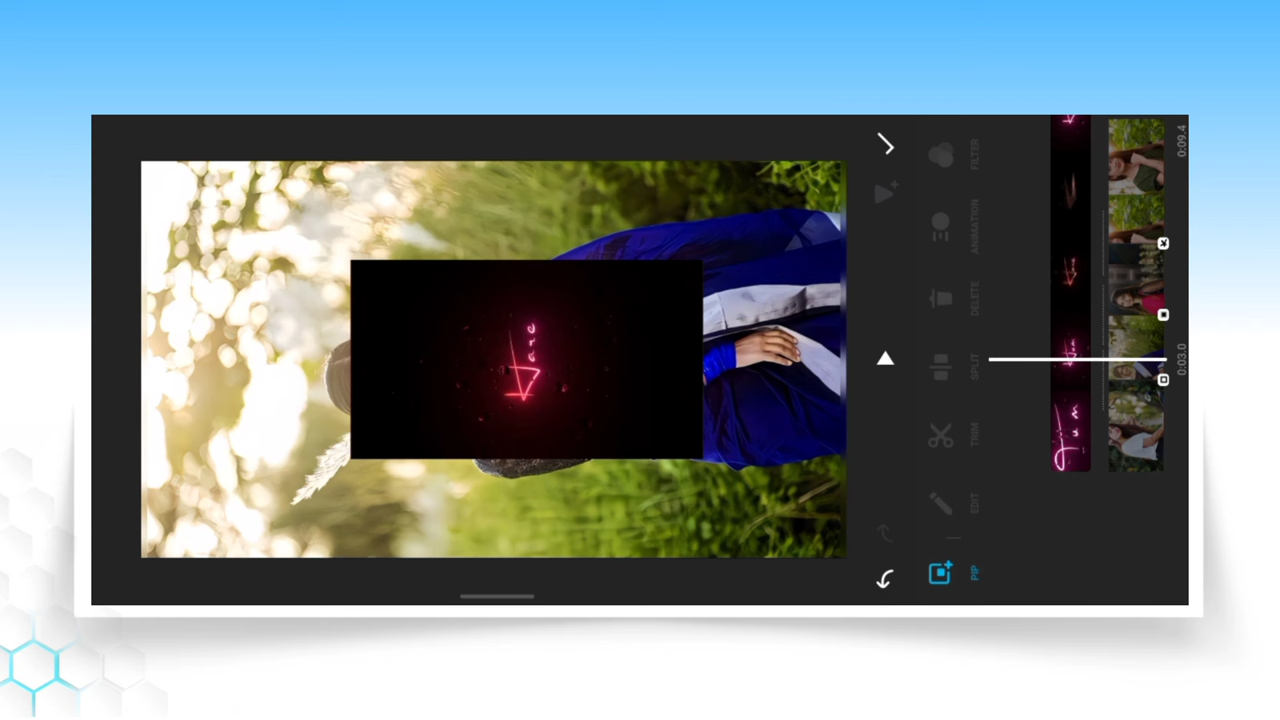 PIP
EDIT
TRIM
SPLIT
DELETE
ANIMATION
FILTER
0:03.0
0:09.4